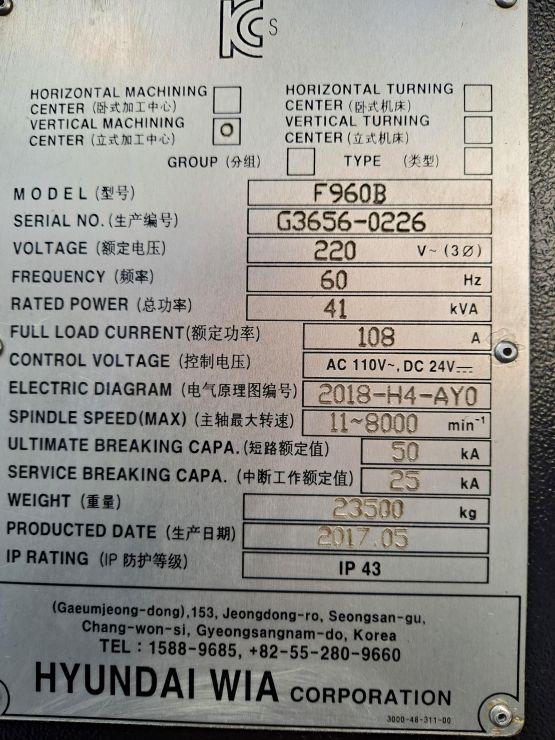 KC S
HORIZONTAL MACHINING CENTER (卧式加工中心)
HORIZONTAL TURNING CENTER (卧式机床)
VERTICAL MACHINING CENTER (立式加工中心) O
VERTICAL TURNING CENTER (立式机床)
GROUP (分组) TYPE (类型)
MODEL (型号) F960B
SERIAL NO. (生产编号) G3656-0226
VOLTAGE (额定电压) 220 V~ (3Ø)
FREQUENCY (频率) 60 Hz
RATED POWER (总功率) 41 kVA
FULL LOAD CURRENT(额定功率) 108 A
CONTROL VOLTAGE (控制电压) AC 110V~, DC 24V⎓
ELECTRIC DIAGRAM (电气原理图编号) 2018-H4-AY0
SPINDLE SPEED(MAX) (主轴最大转速) 11~8000 min⁻¹
ULTIMATE BREAKING CAPA. (短路额定值) 50 kA
SERVICE BREAKING CAPA. (中断工作额定值) 25 kA
WEIGHT (重量) 23500 kg
PRODUCTED DATE (生产日期) 2017.05
IP RATING (IP 防护等级) IP 43
(Gaeumjeong-dong),153, Jeongdong-ro, Seongsan-gu,
Chang-won-si, Gyeongsangnam-do, Korea
TEL : 1588-9685, +82-55-280-9660
HYUNDAI WIA CORPORATION
3000-48-311-00